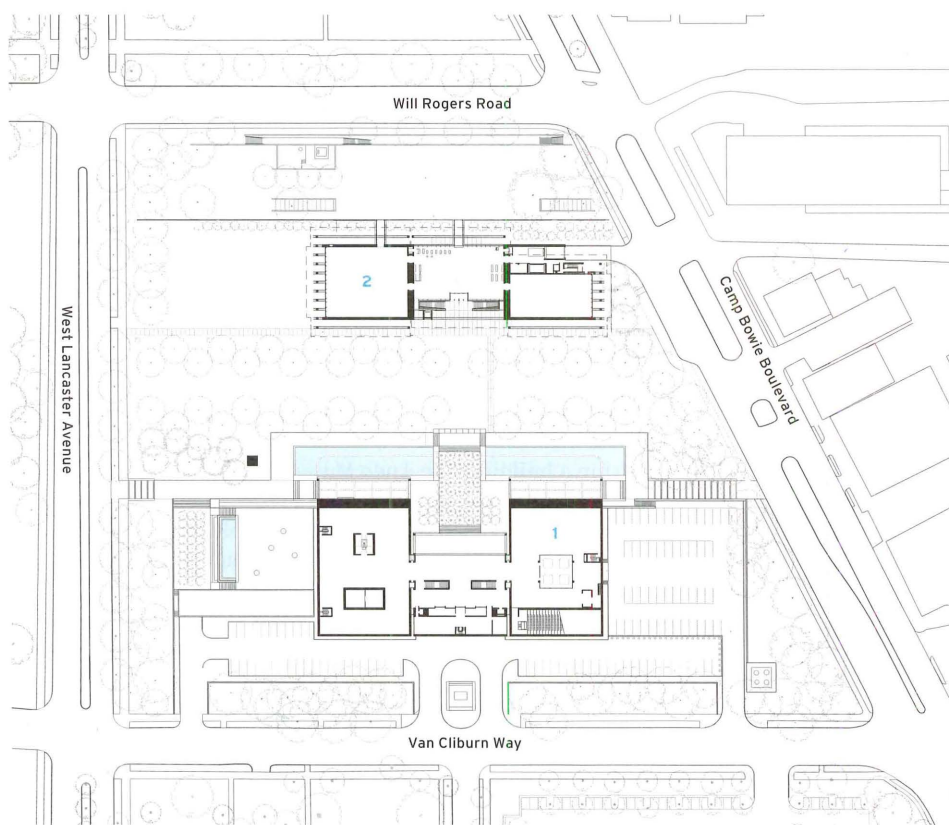 Will Rogers Road
2
Camp Bowie Boulevard
West Lancaster Avenue
1
Van Cliburn Way